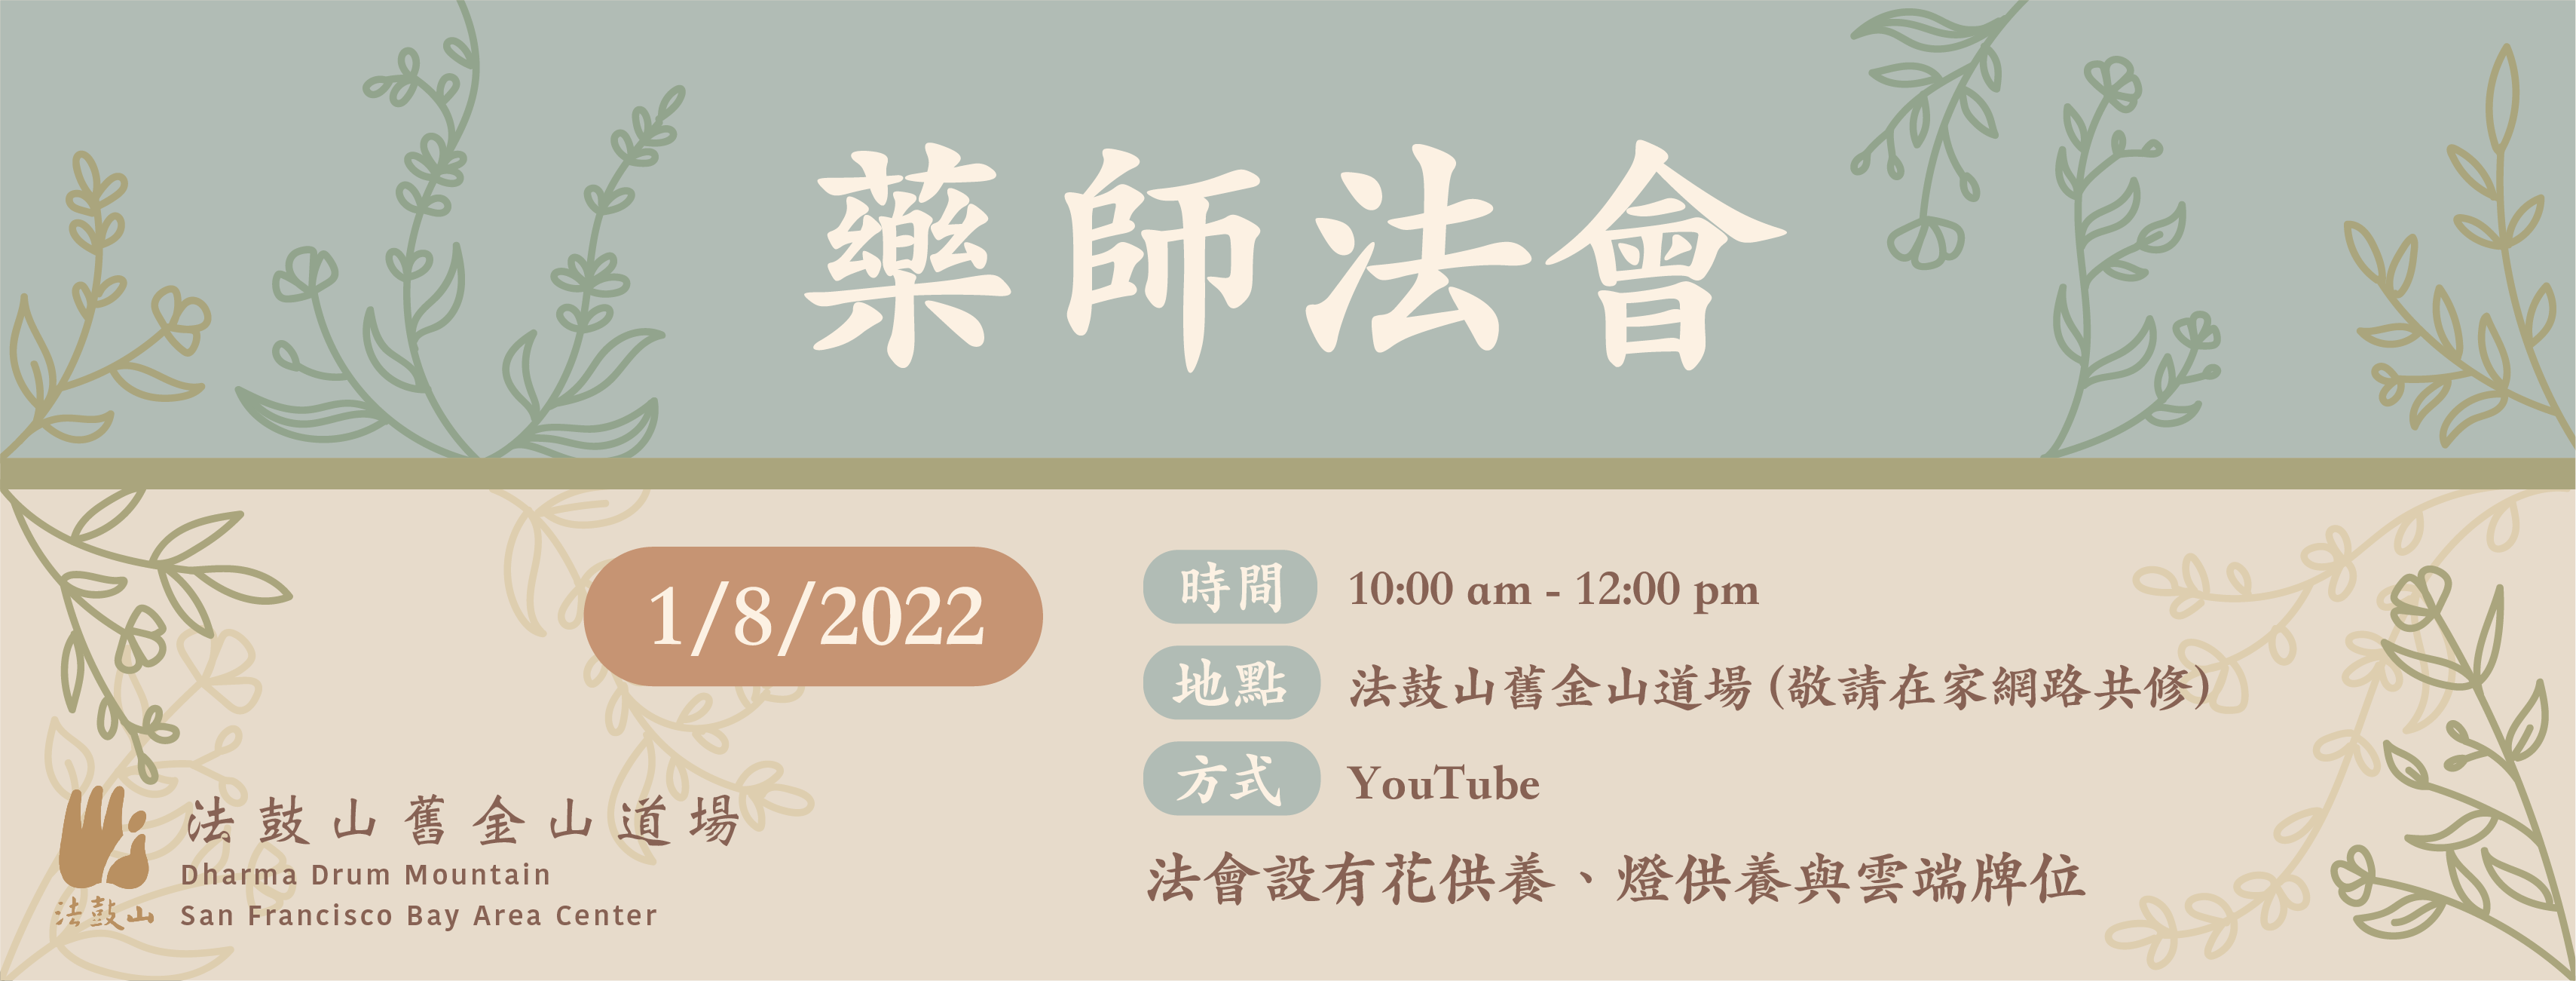 藥師法會
1/8/2022
時間 10:00 am - 12:00 pm
地點 法鼓山舊金山道場 (敬請在家網路共修)
方式 YouTube
法會設有花供養、燈供養與雲端牌位
法鼓山舊金山道場
Dharma Drum Mountain
San Francisco Bay Area Center
法鼓山